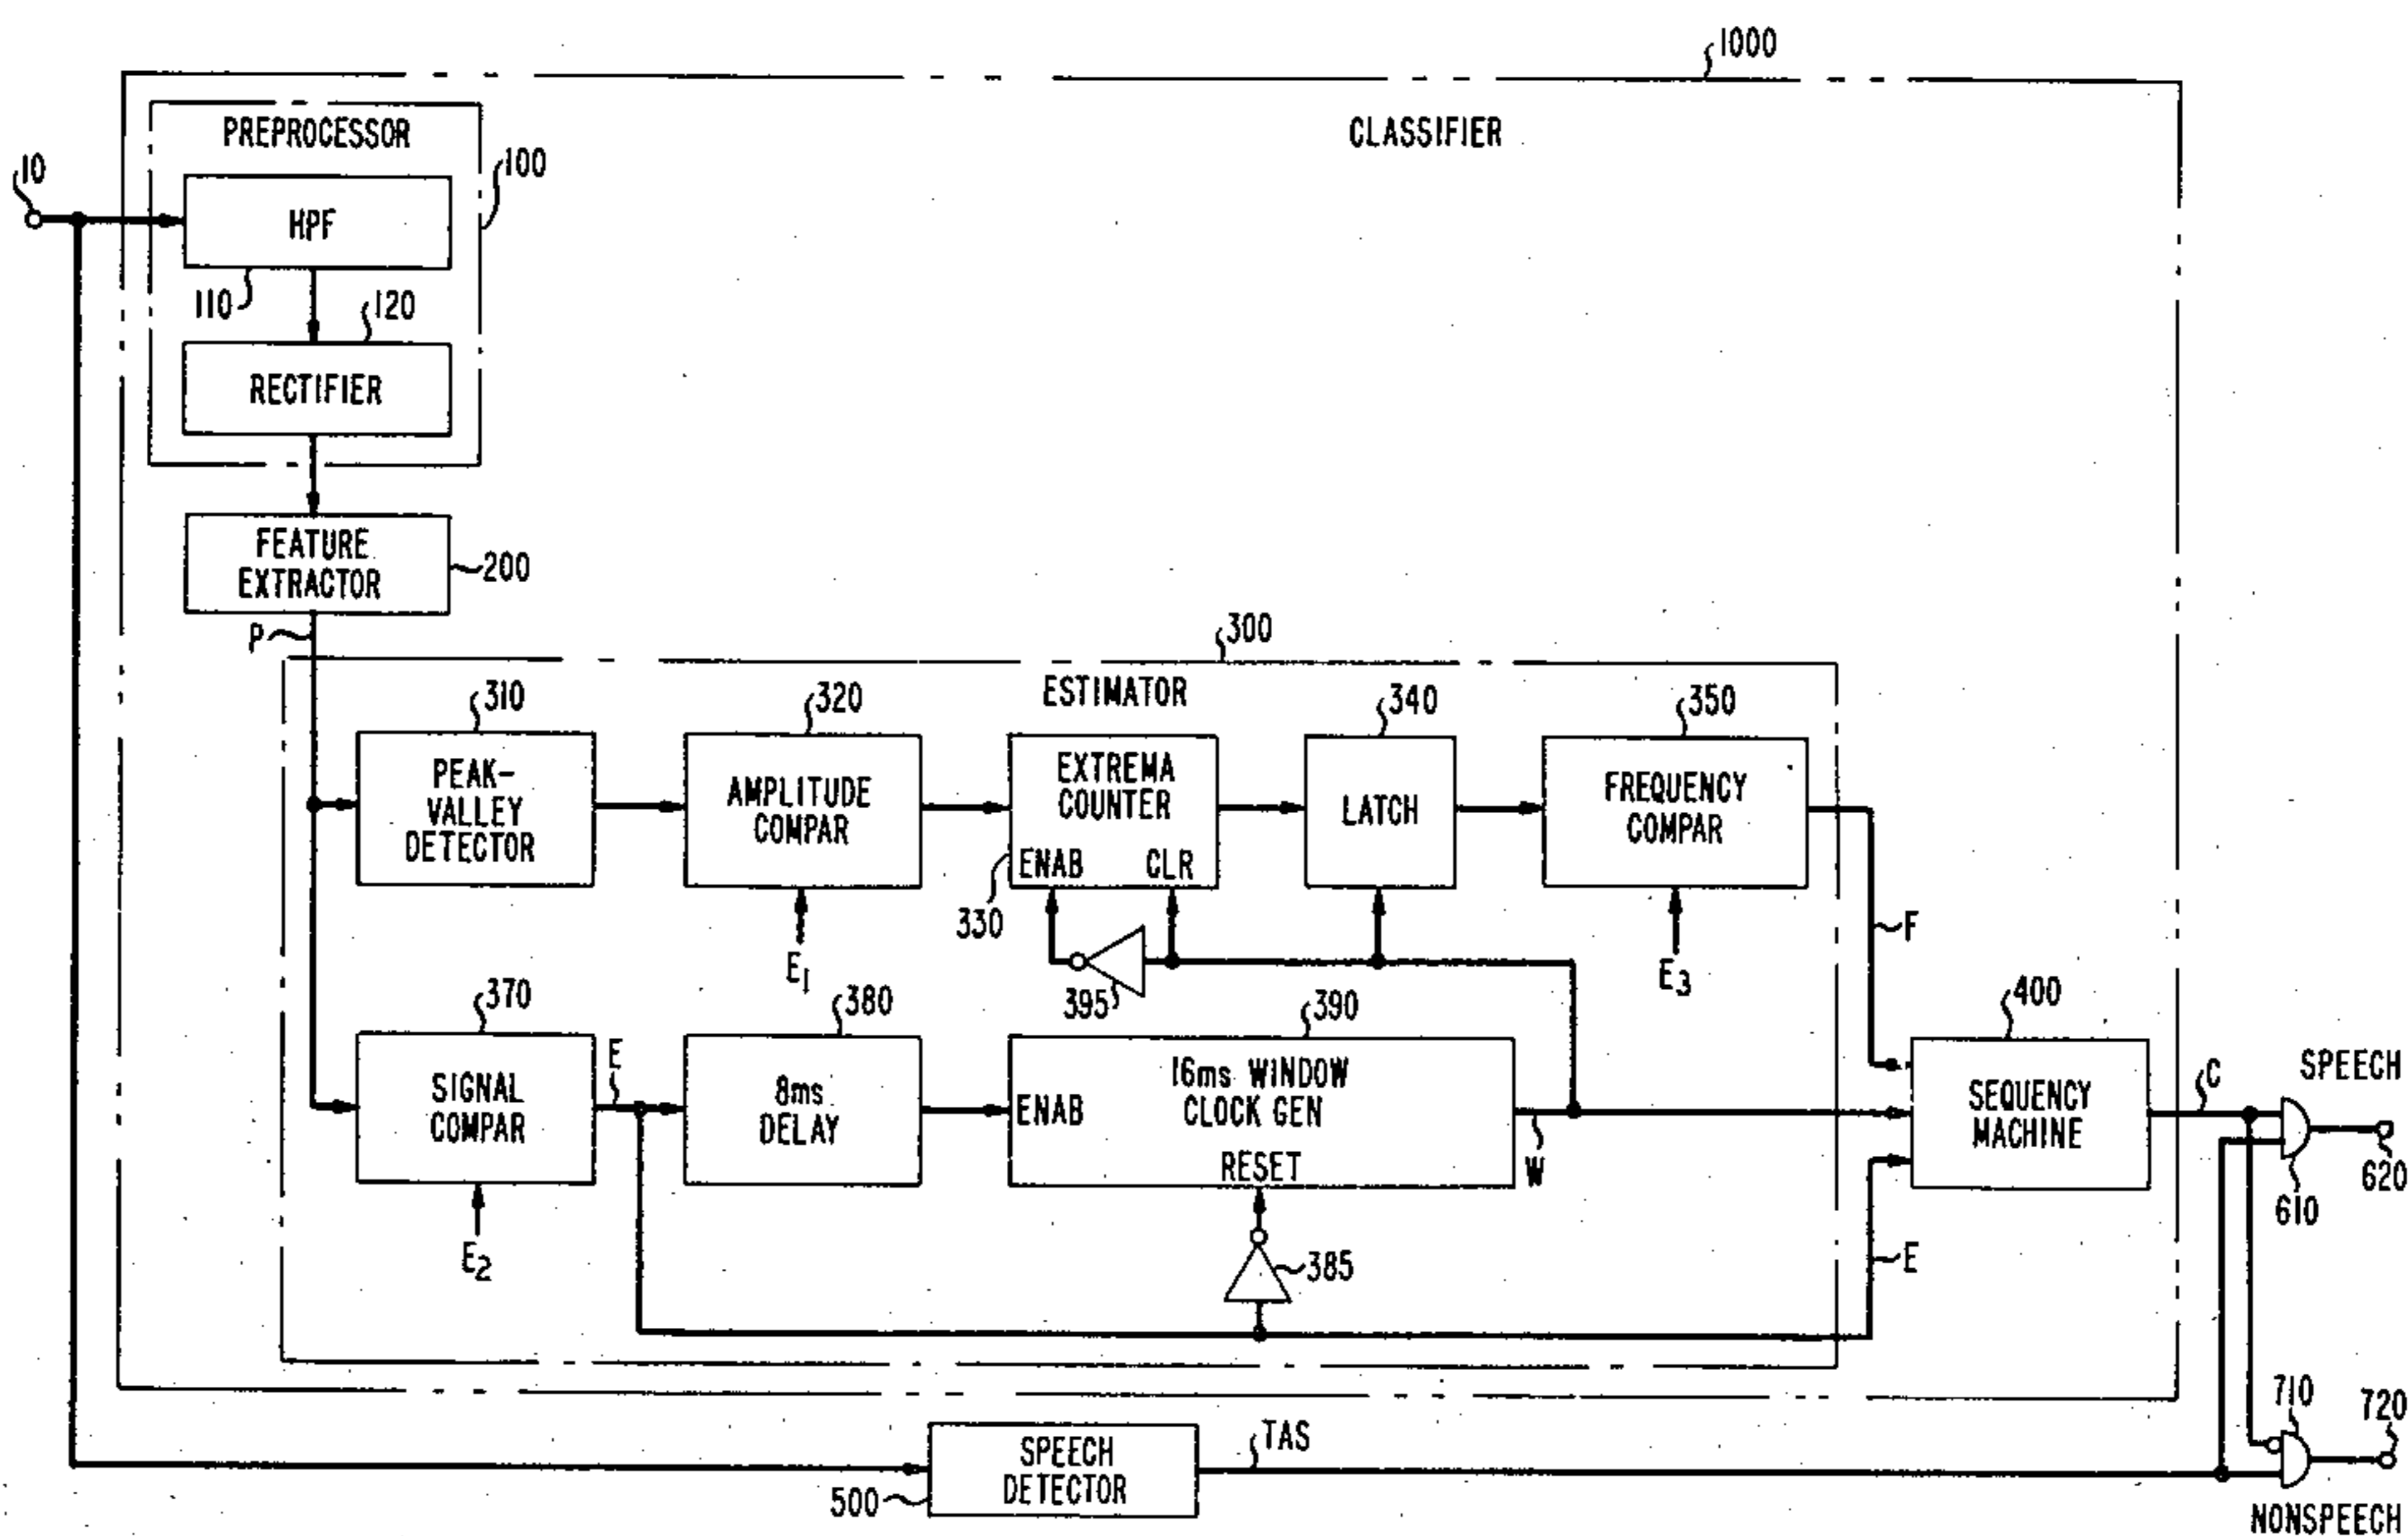 1000
PREPROCESSOR
CLASSIFIER
10
100
HPF
110
120
RECTIFIER
FEATURE
EXTRACTOR
200
P
300
ESTIMATOR
310
320
340
350
PEAK-
VALLEY
DETECTOR
AMPLITUDE
COMPAR
EXTREMA
COUNTER
ENAB
CLR
330
LATCH
FREQUENCY
COMPAR
E1
395
E3
F
370
380
390
400
SIGNAL
COMPAR
E
8ms
DELAY
16ms WINDOW
CLOCK GEN
ENAB
RESET
W
SEQUENCY
MACHINE
C
SPEECH
620
610
E2
385
E
710
720
SPEECH
DETECTOR
500
TAS
NONSPEECH